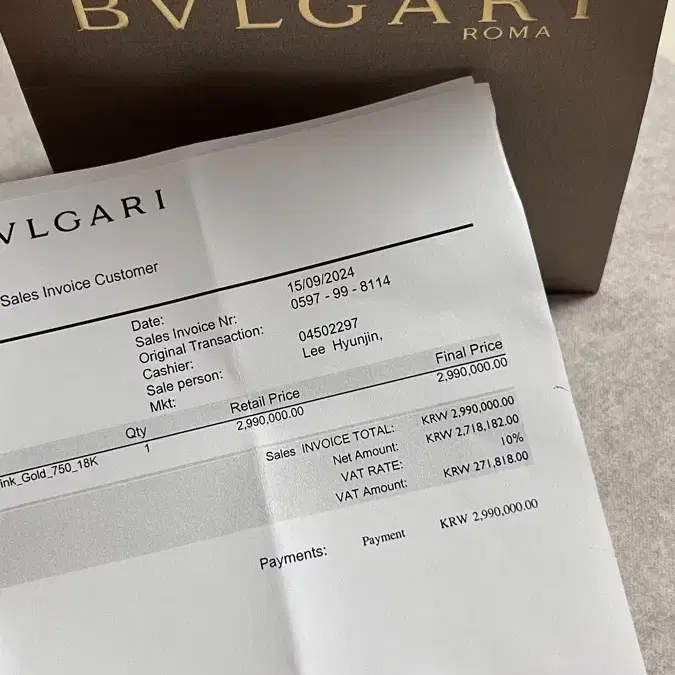 BVLGARI
ROMA
VLGARI
Sales Invoice Customer
Date: 15/09/2024
Sales Invoice Nr: 0597 - 99 - 8114
Original Transaction:
Cashier: 04502297
Sale person: Lee Hyunjin,
Mkt:
Qty Retail Price Final Price
ink_Gold_750_18K 1 2,990,000.00 2,990,000.00
Sales INVOICE TOTAL: KRW 2,990,000.00
Net Amount: KRW 2,718,182.00
VAT RATE: 10%
VAT Amount: KRW 271,818.00
Payments: Payment KRW 2,990,000.00